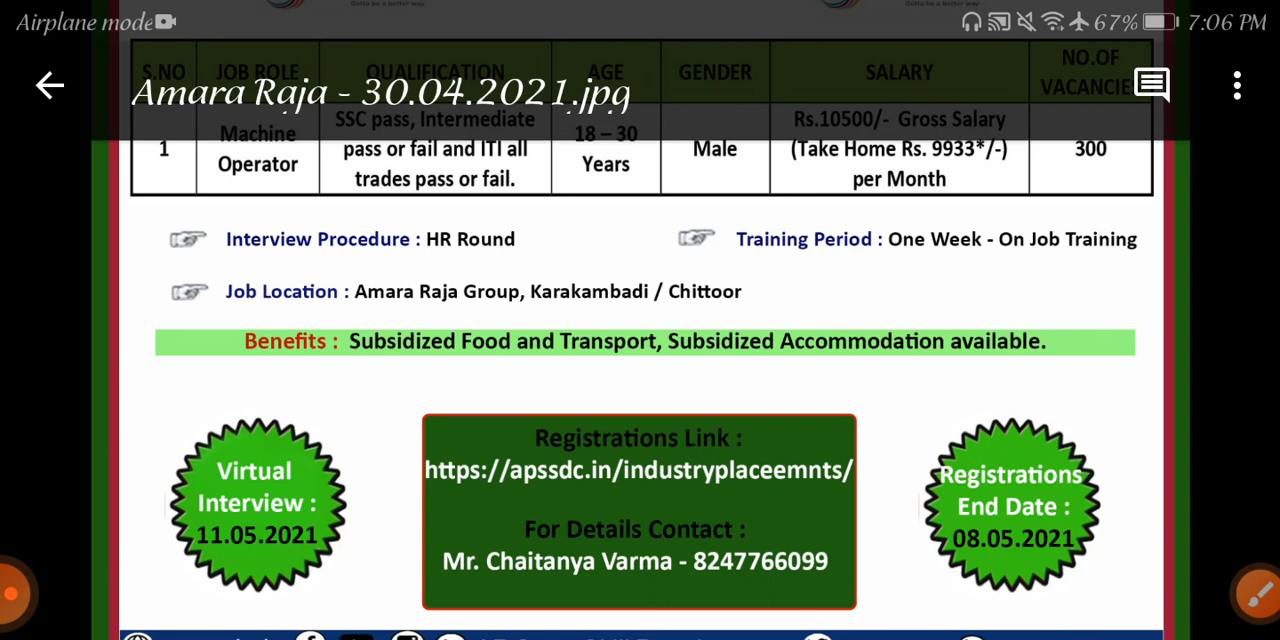 Airplane mode
67% 7:06 PM
Gotta be a better way
S.NO JOB ROLE QUALIFICATION AGE GENDER SALARY NO.OF
VACANCIE
Amara Raja - 30.04.2021.jpg
1
Machine
Operator
SSC pass, Intermediate
pass or fail and ITI all
trades pass or fail.
18 – 30
Years
Male
Rs.10500/- Gross Salary
(Take Home Rs. 9933*/-)
per Month
300
Interview Procedure : HR Round
Training Period : One Week - On Job Training
Job Location : Amara Raja Group, Karakambadi / Chittoor
Benefits : Subsidized Food and Transport, Subsidized Accommodation available.
Virtual
Interview :
11.05.2021
Registrations Link :
https://apssdc.in/industryplaceemnts/
For Details Contact :
Mr. Chaitanya Varma - 8247766099
Registrations
End Date :
08.05.2021